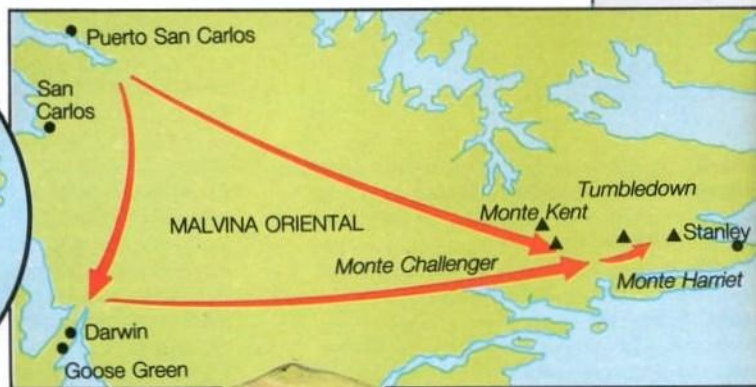 Puerto San Carlos
San
Carlos
Tumbledown
Monte Kent
MALVINA ORIENTAL
Stanley
Monte Challenger
Monte Harriet
Darwin
Goose Green